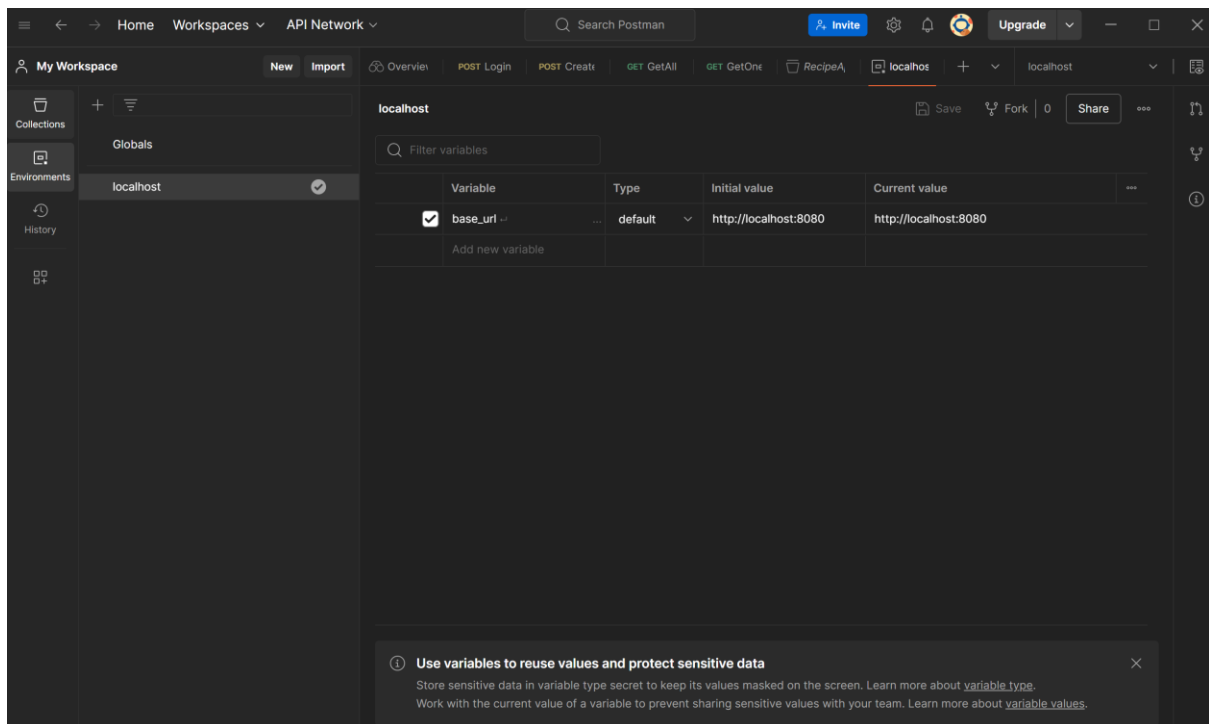 Home Workspaces API Network Search Postman Invite Upgrade
My Workspace New Import Overvie POST Login POST Create GET GetAll GET GetOne RecipeA localhos localhost
Collections
Environments
History
Globals
localhost
localhost Save Fork 0 Share
Filter variables
Variable Type Initial value Current value
base_url ↵ ... default http://localhost:8080 http://localhost:8080
Add new variable
Use variables to reuse values and protect sensitive data
Store sensitive data in variable type secret to keep its values masked on the screen. Learn more about variable type.
Work with the current value of a variable to prevent sharing sensitive values with your team. Learn more about variable values.